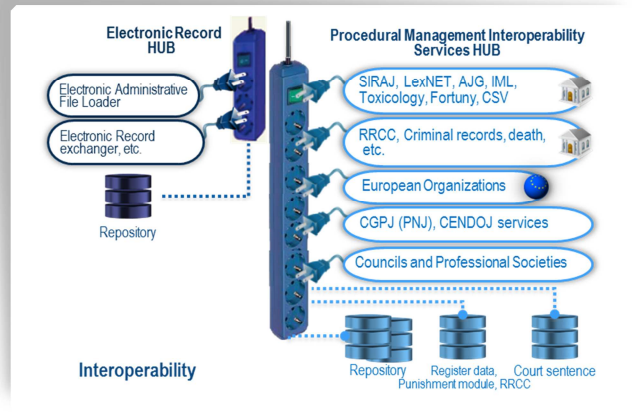 Electronic Record
HUB
Procedural Management Interoperability
Services HUB
Electronic Administrative
File Loader
Electronic Record
exchanger, etc.
Repository
SIRAJ, LexNET, AJG, IML,
Toxicology, Fortuny, CSV
RRCC, Criminal records, death,
etc.
European Organizations
CGPJ (PNJ), CENDOJ services
Councils and Professional Societies
Repository
Register data,
Punishment module, RRCC
Court sentence
Interoperability